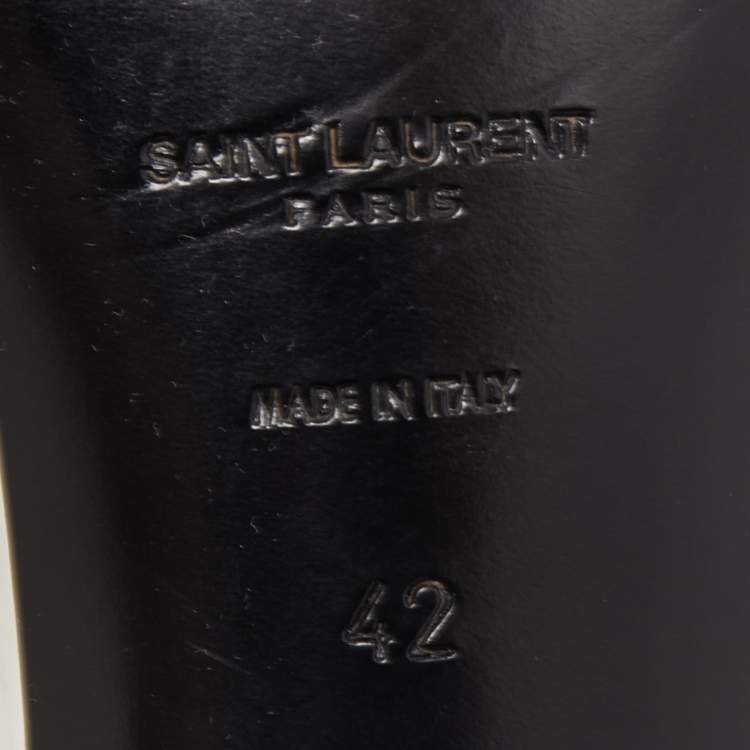 SAINT LAURENT
PARIS
MADE IN ITALY
42